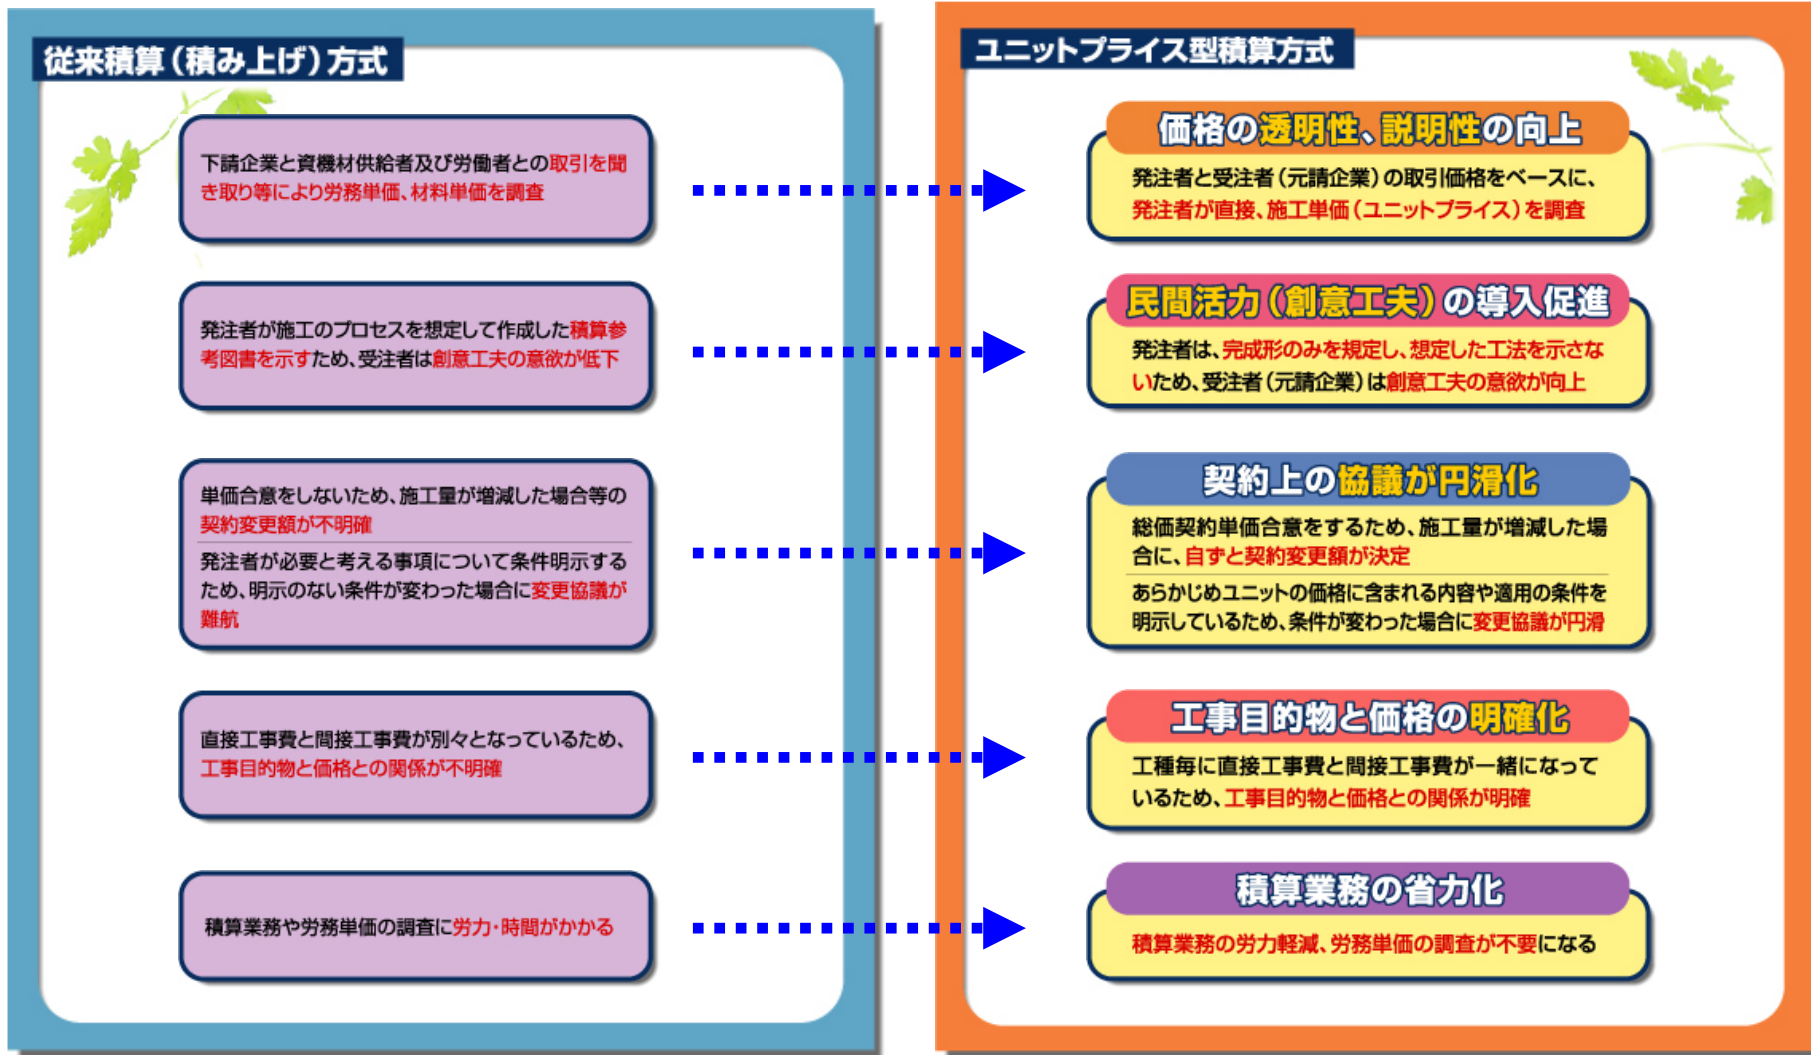 従来積算(積み上げ)方式
下請企業と資機材供給者及び労働者との取引を聞
き取り等により労務単価、材料単価を調査
発注者が施工のプロセスを想定して作成した積算参
考図書を示すため、受注者は創意工夫の意欲が低下
単価合意をしないため、施工量が増減した場合等の
契約変更額が不明確
発注者が必要と考える事項について条件明示する
ため、明示のない条件が変わった場合に変更協議が
難航
直接工事費と間接工事費が別々となっているため、
工事目的物と価格との関係が不明確
積算業務や労務単価の調査に労力・時間がかかる
ユニットプライス型積算方式
価格の透明性、説明性の向上
発注者と受注者(元請企業)の取引価格をベースに、
発注者が直接、施工単価(ユニットプライス)を調査
民間活力(創意工夫)の導入促進
発注者は、完成形のみを規定し、想定した工法を示さな
いため、受注者(元請企業)は創意工夫の意欲が向上
契約上の協議が円滑化
総価契約単価合意をするため、施工量が増減した場
合に、自ずと契約変更額が決定
あらかじめユニットの価格に含まれる内容や適用の条件を
明示しているため、条件が変わった場合に変更協議が円滑
工事目的物と価格の明確化
工種毎に直接工事費と間接工事費が一緒になって
いるため、工事目的物と価格との関係が明確
積算業務の省力化
積算業務の労力軽減、労務単価の調査が不要になる